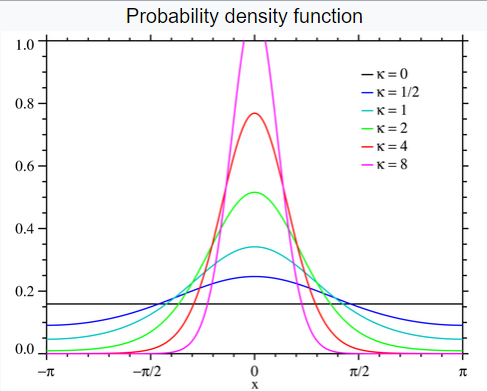 Probability density function
1.0
0.8
0.6
0.4
0.2
0.0
κ = 0
κ = 1/2
κ = 1
κ = 2
κ = 4
κ = 8
−π −π/2 0 π/2 π
x